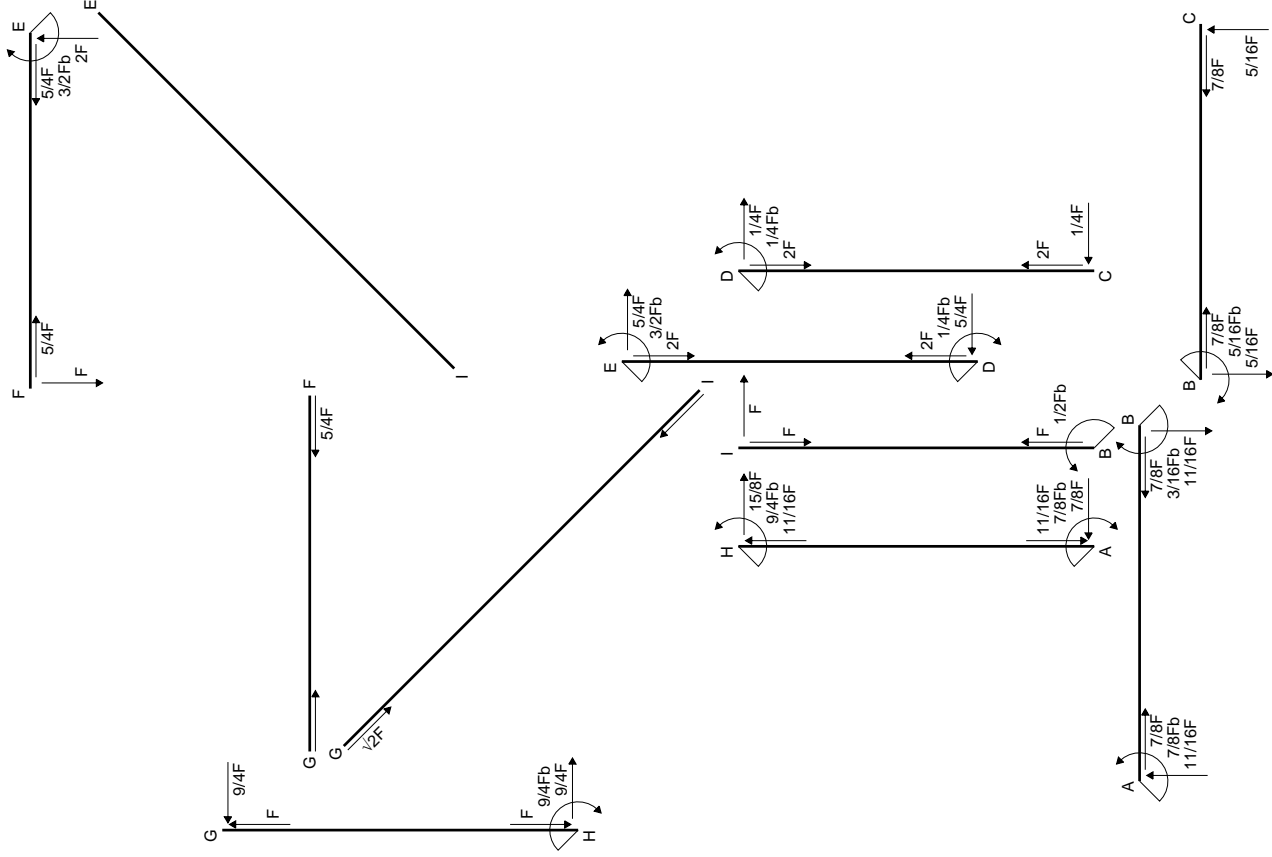 F
E
5/4F
F
5/4F
3/2Fb
2F
E
I
G
F
5/4F
G
I
√2F
G
H
9/4F
F
F
9/4Fb
9/4F
E
D
5/4F
3/2Fb
2F
2F
1/4Fb
5/4F
D
C
1/4F
1/4Fb
2F
2F
1/4F
I
B
F
F
F
1/2Fb
H
A
15/8F
9/4Fb
11/16F
11/16F
7/8Fb
7/8F
A
B
7/8F
7/8Fb
11/16F
7/8F
3/16Fb
11/16F
B
C
7/8F
5/16Fb
5/16F
7/8F
5/16F